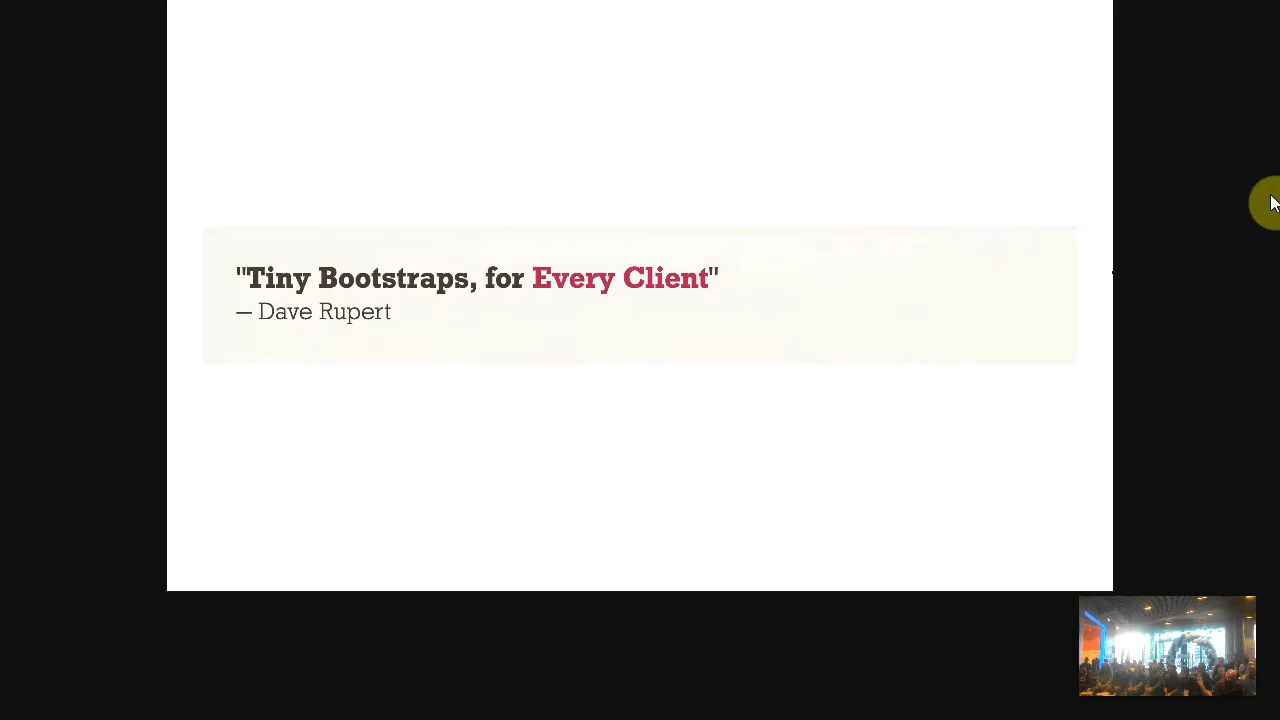 "Tiny Bootstraps, for Every Client"
— Dave Rupert